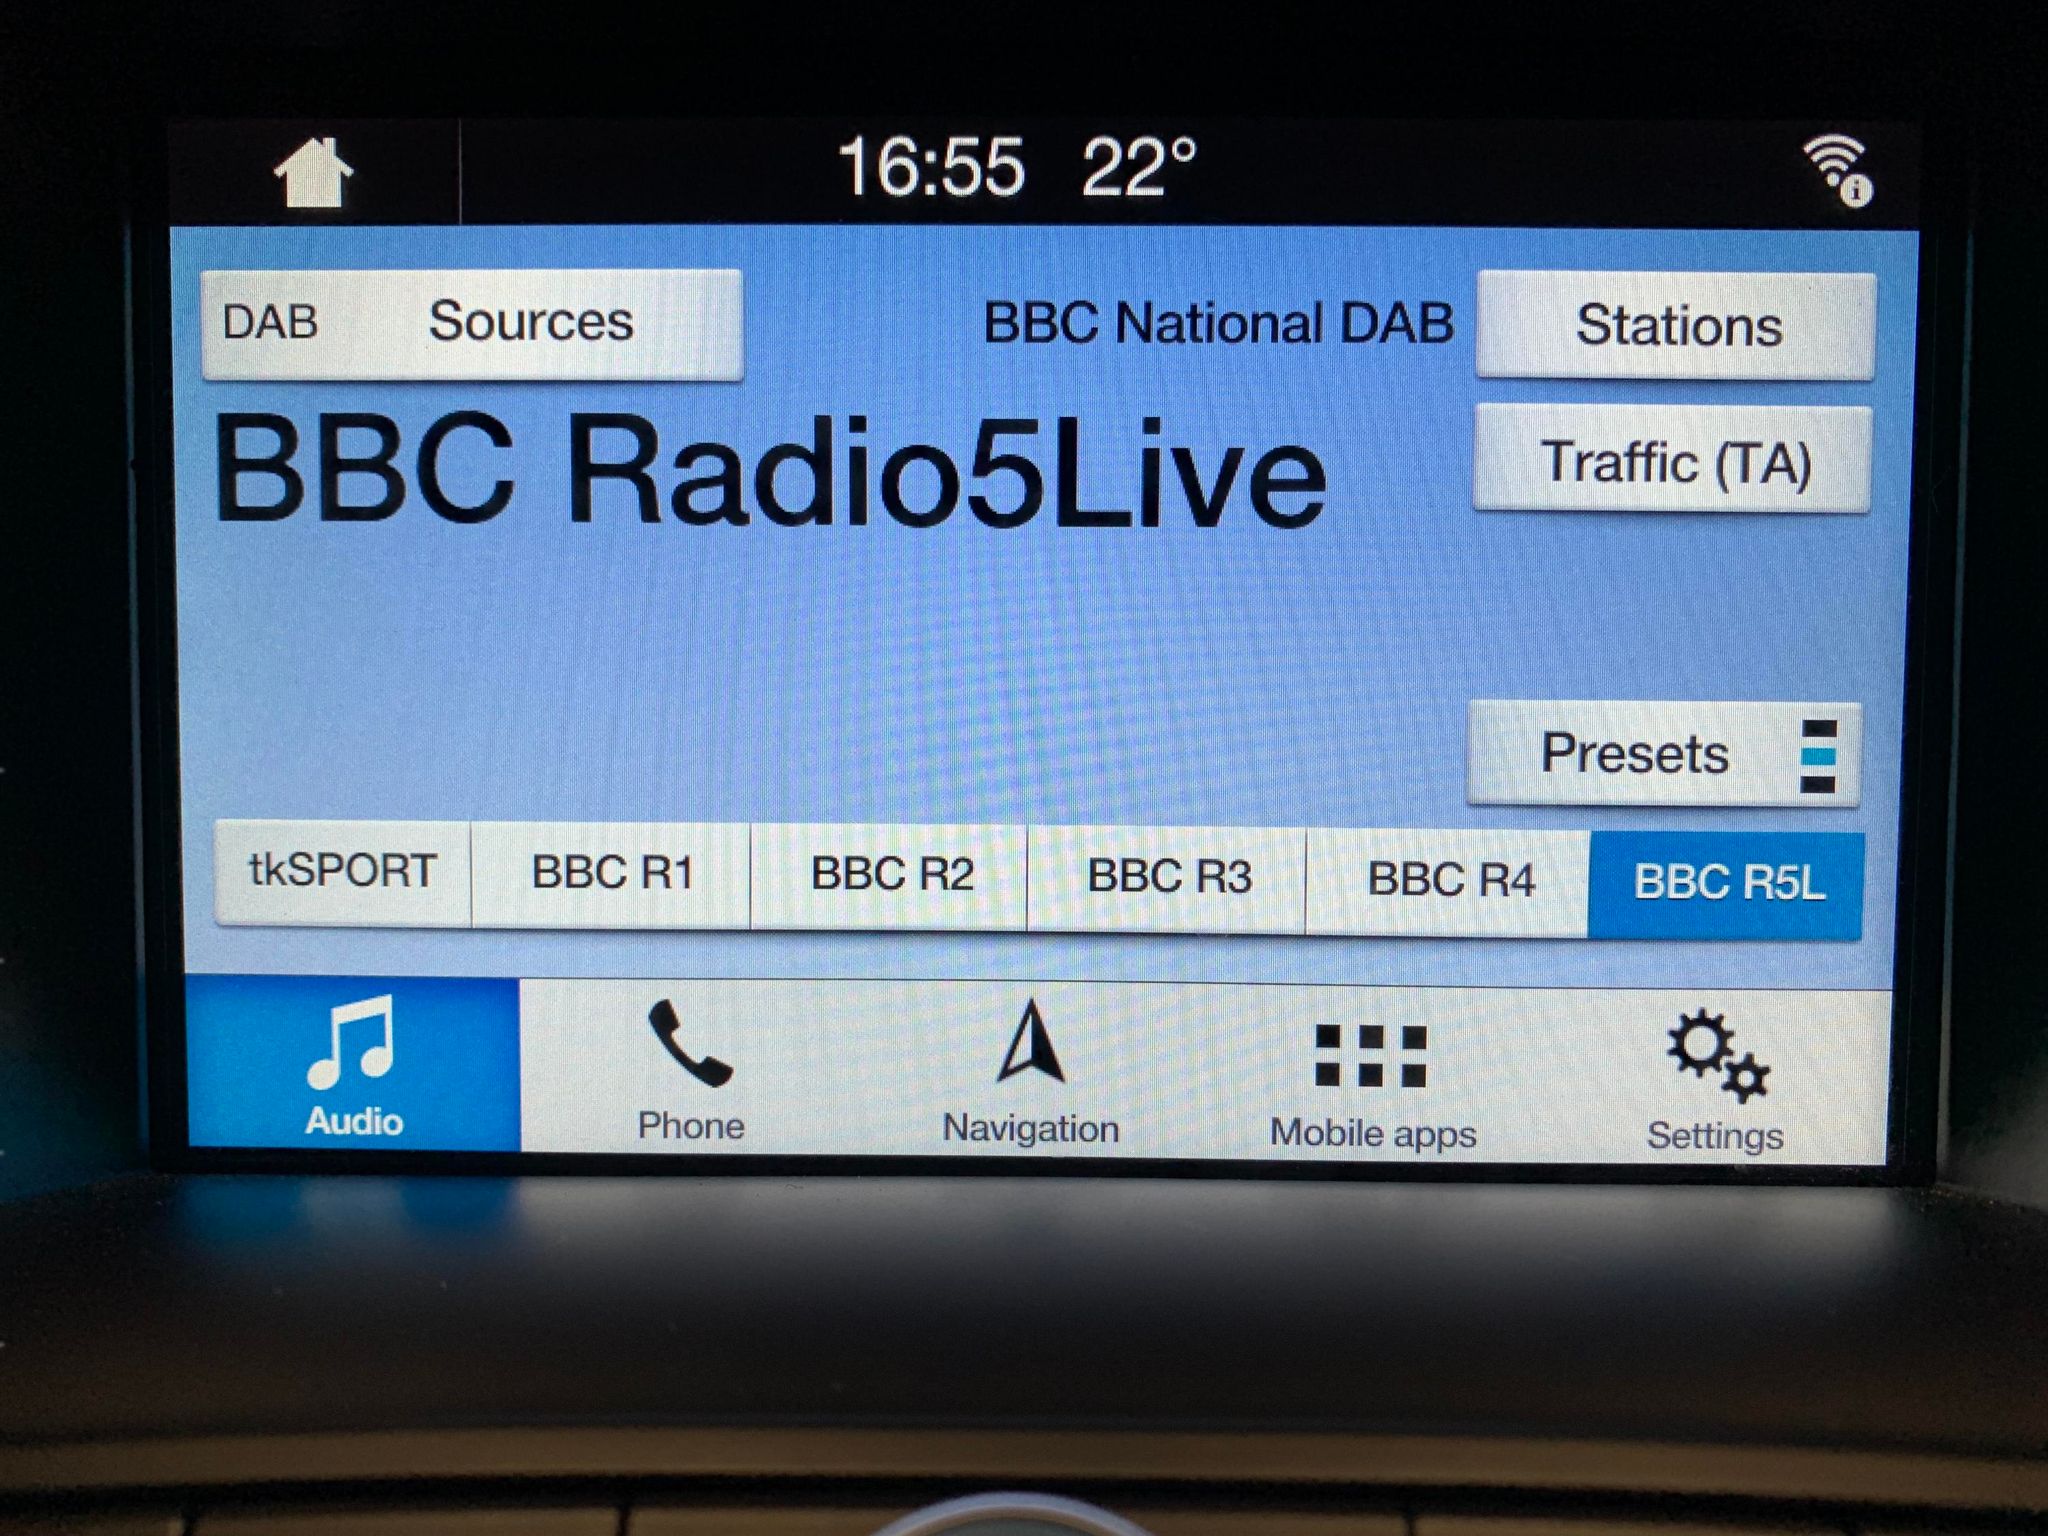 16:55 22°
DAB Sources BBC National DAB Stations
BBC Radio5Live
Traffic (TA)
Presets
tkSPORT BBC R1 BBC R2 BBC R3 BBC R4 BBC R5L
Audio Phone Navigation Mobile apps Settings